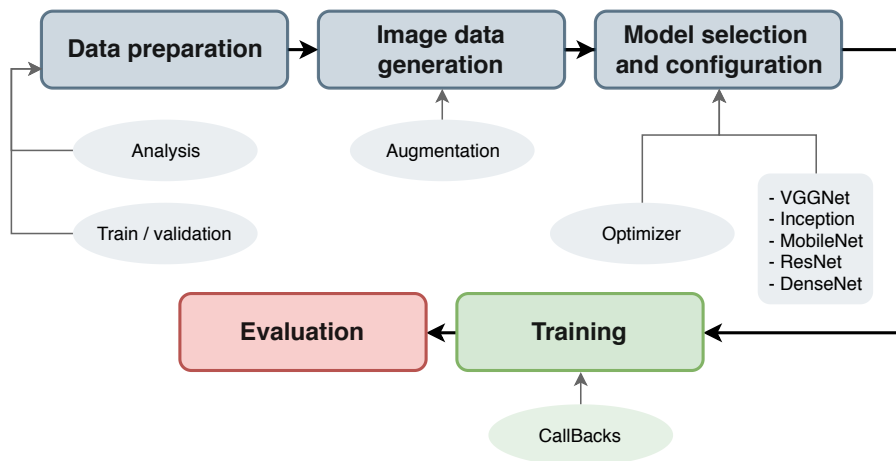 Data preparation
Image data
generation
Model selection
and configuration
Analysis
Augmentation
Train / validation
Optimizer
- VGGNet
- Inception
- MobileNet
- ResNet
- DenseNet
Evaluation
Training
CallBacks